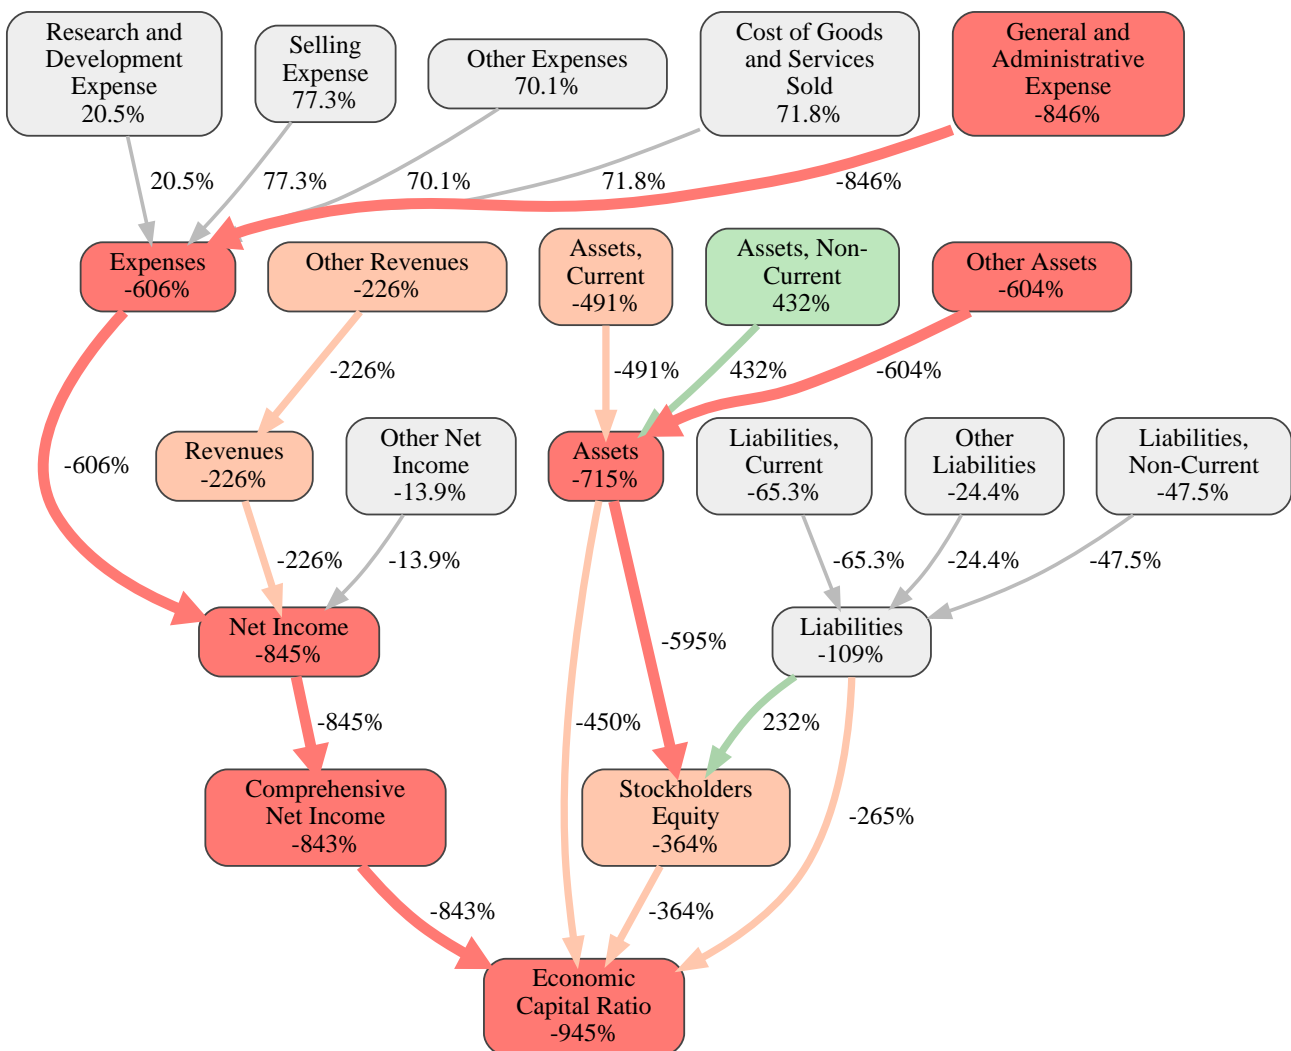 Research and
Development
Expense
20.5%
Selling
Expense
77.3%
Other Expenses
70.1%
Cost of Goods
and Services
Sold
71.8%
General and
Administrative
Expense
-846%
20.5%
77.3%
70.1%
71.8%
-846%
Expenses
-606%
Other Revenues
-226%
Assets,
Current
-491%
Assets, Non-
Current
432%
Other Assets
-604%
-226%
-491%
432%
-604%
-606%
Revenues
-226%
Other Net
Income
-13.9%
Assets
-715%
Liabilities,
Current
-65.3%
Other
Liabilities
-24.4%
Liabilities,
Non-Current
-47.5%
-226%
-13.9%
-65.3%
-24.4%
-47.5%
Net Income
-845%
-595%
Liabilities
-109%
-845%
-450%
232%
Comprehensive
Net Income
-843%
Stockholders
Equity
-364%
-265%
-843%
-364%
Economic
Capital Ratio
-945%